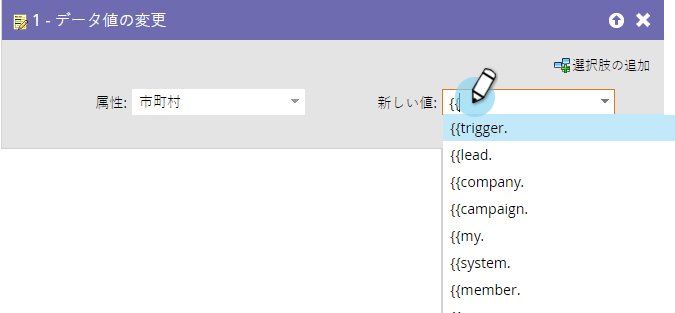 1 - データ値の変更
選択肢の追加
属性: 市町村 新しい値: {{
{{trigger.
{{lead.
{{company.
{{campaign.
{{my.
{{system.
{{member.